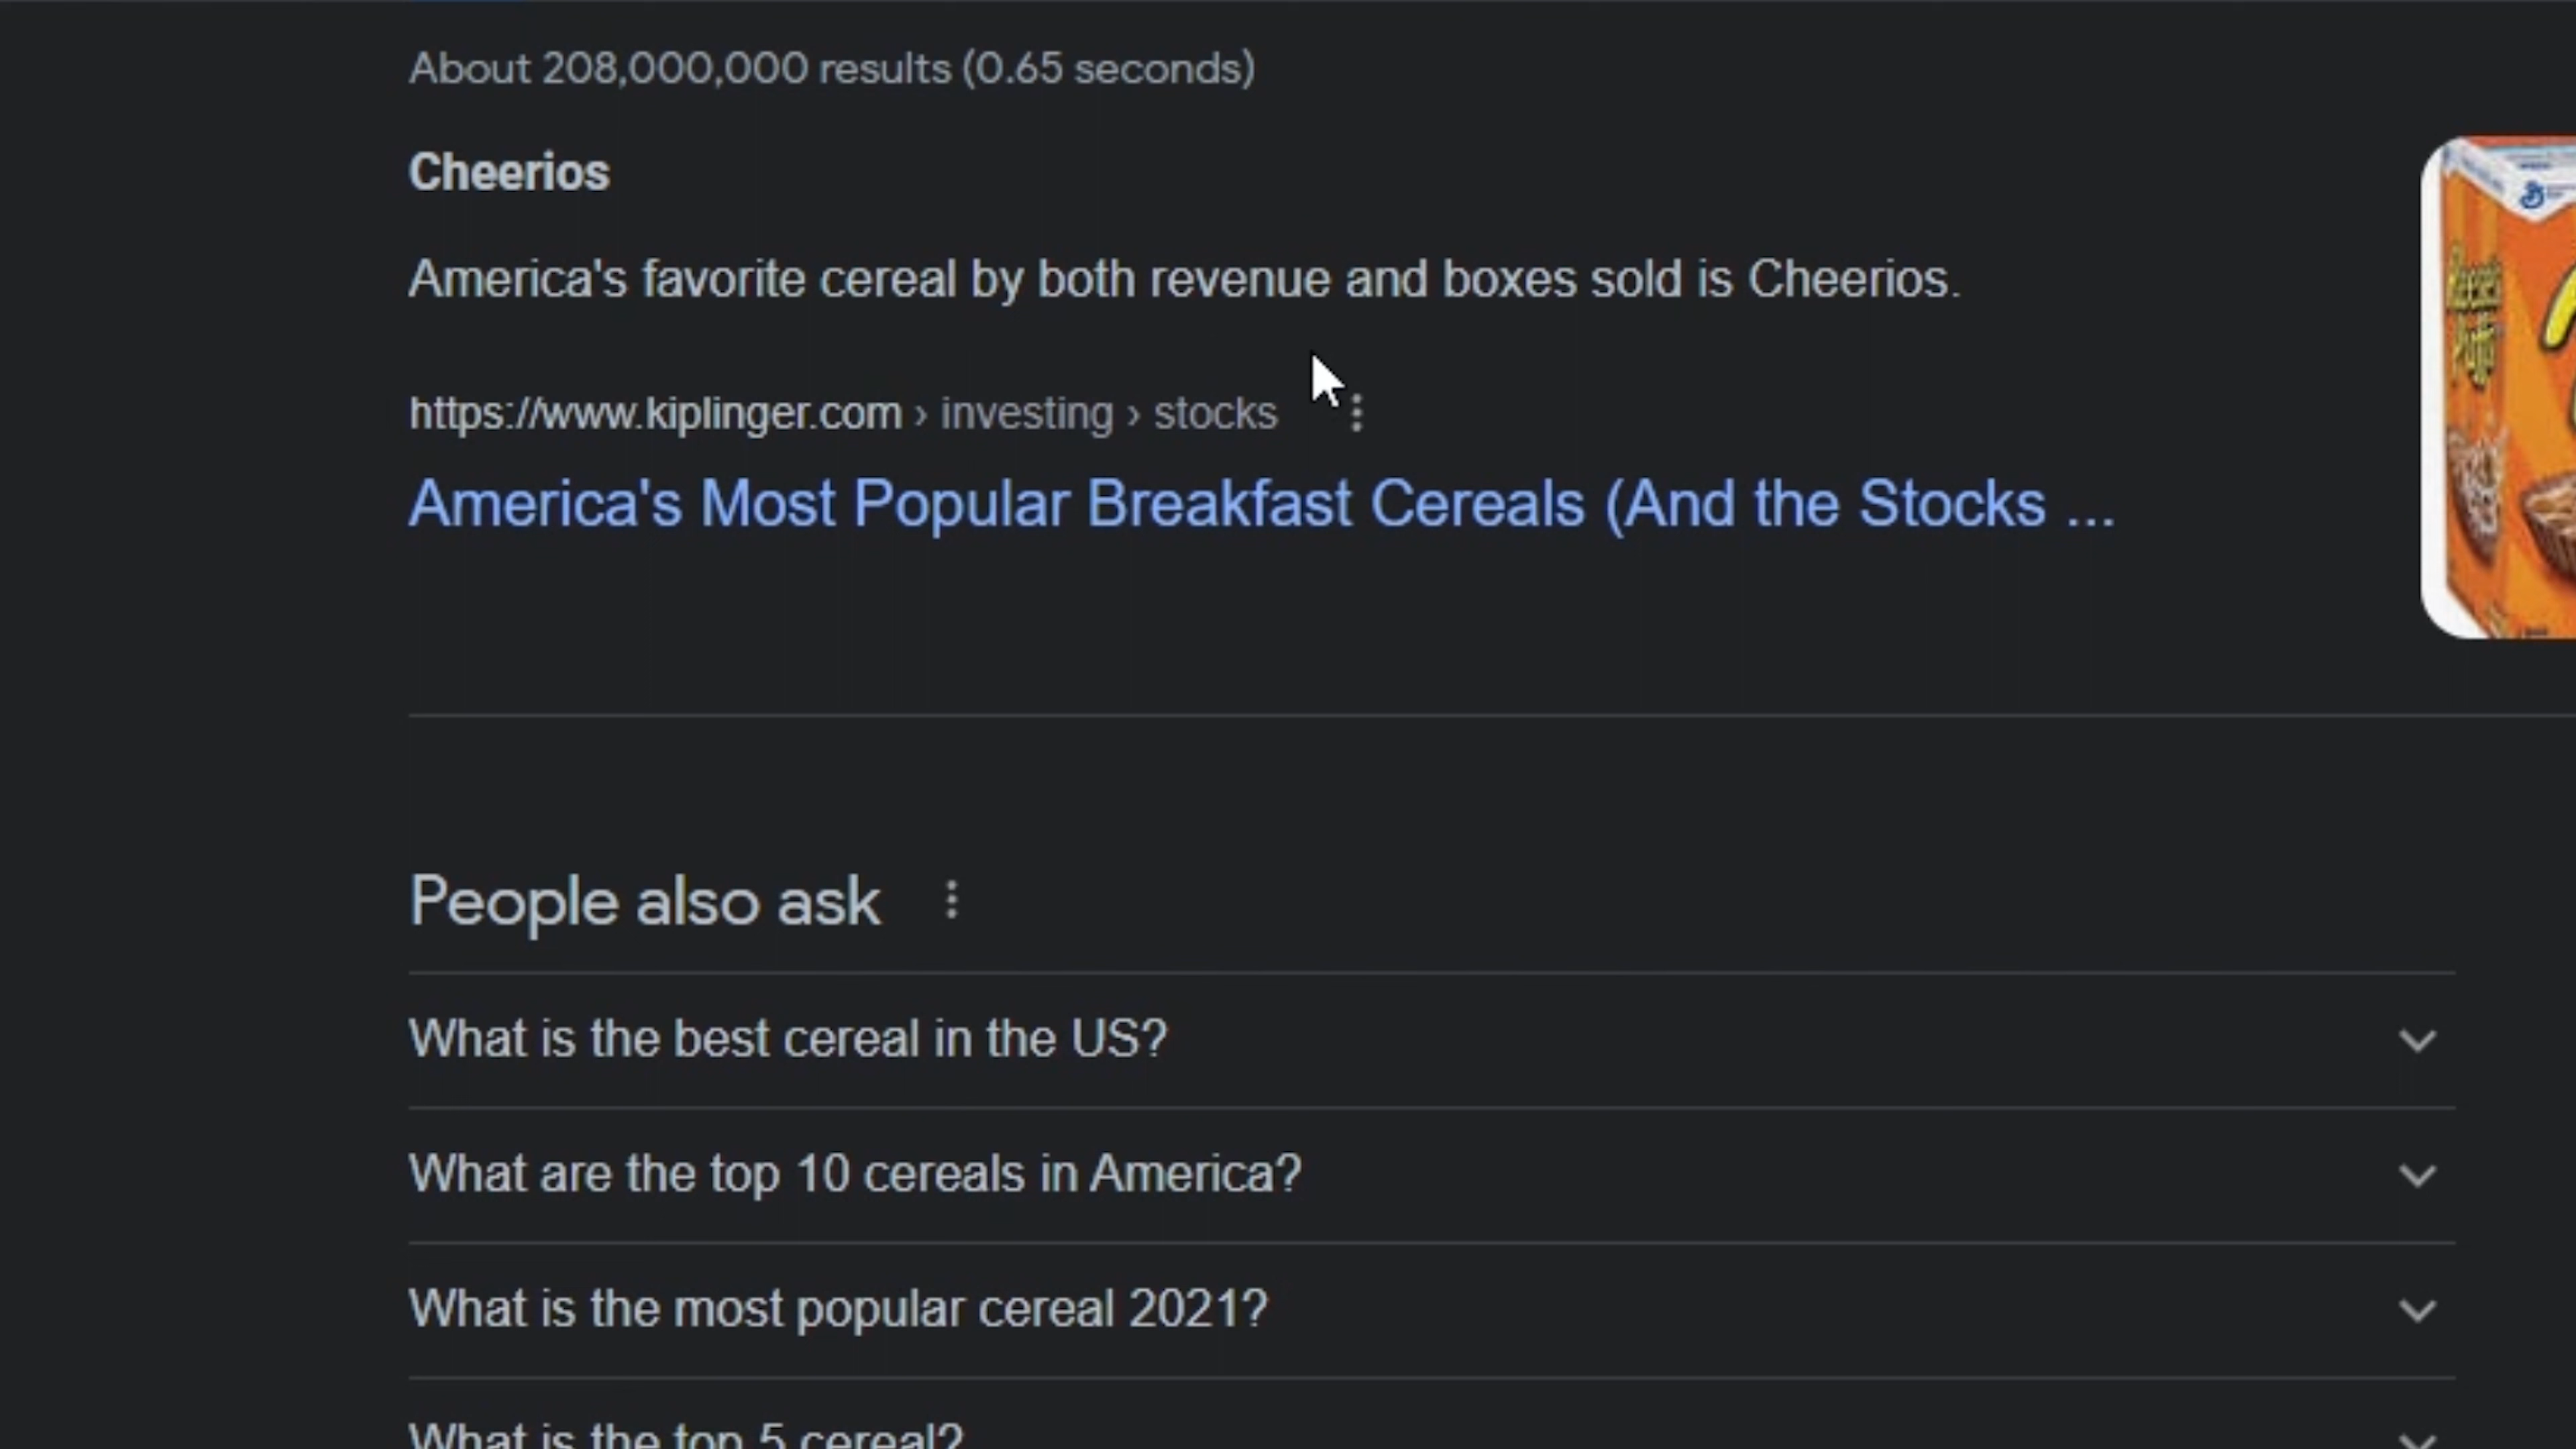 About 208,000,000 results (0.65 seconds)
Cheerios
America's favorite cereal by both revenue and boxes sold is Cheerios.
https://www.kiplinger.com › investing › stocks
America's Most Popular Breakfast Cereals (And the Stocks ...
Reese's
Puffs
People also ask
What is the best cereal in the US?
What are the top 10 cereals in America?
What is the most popular cereal 2021?
What is the top 5 cereal?